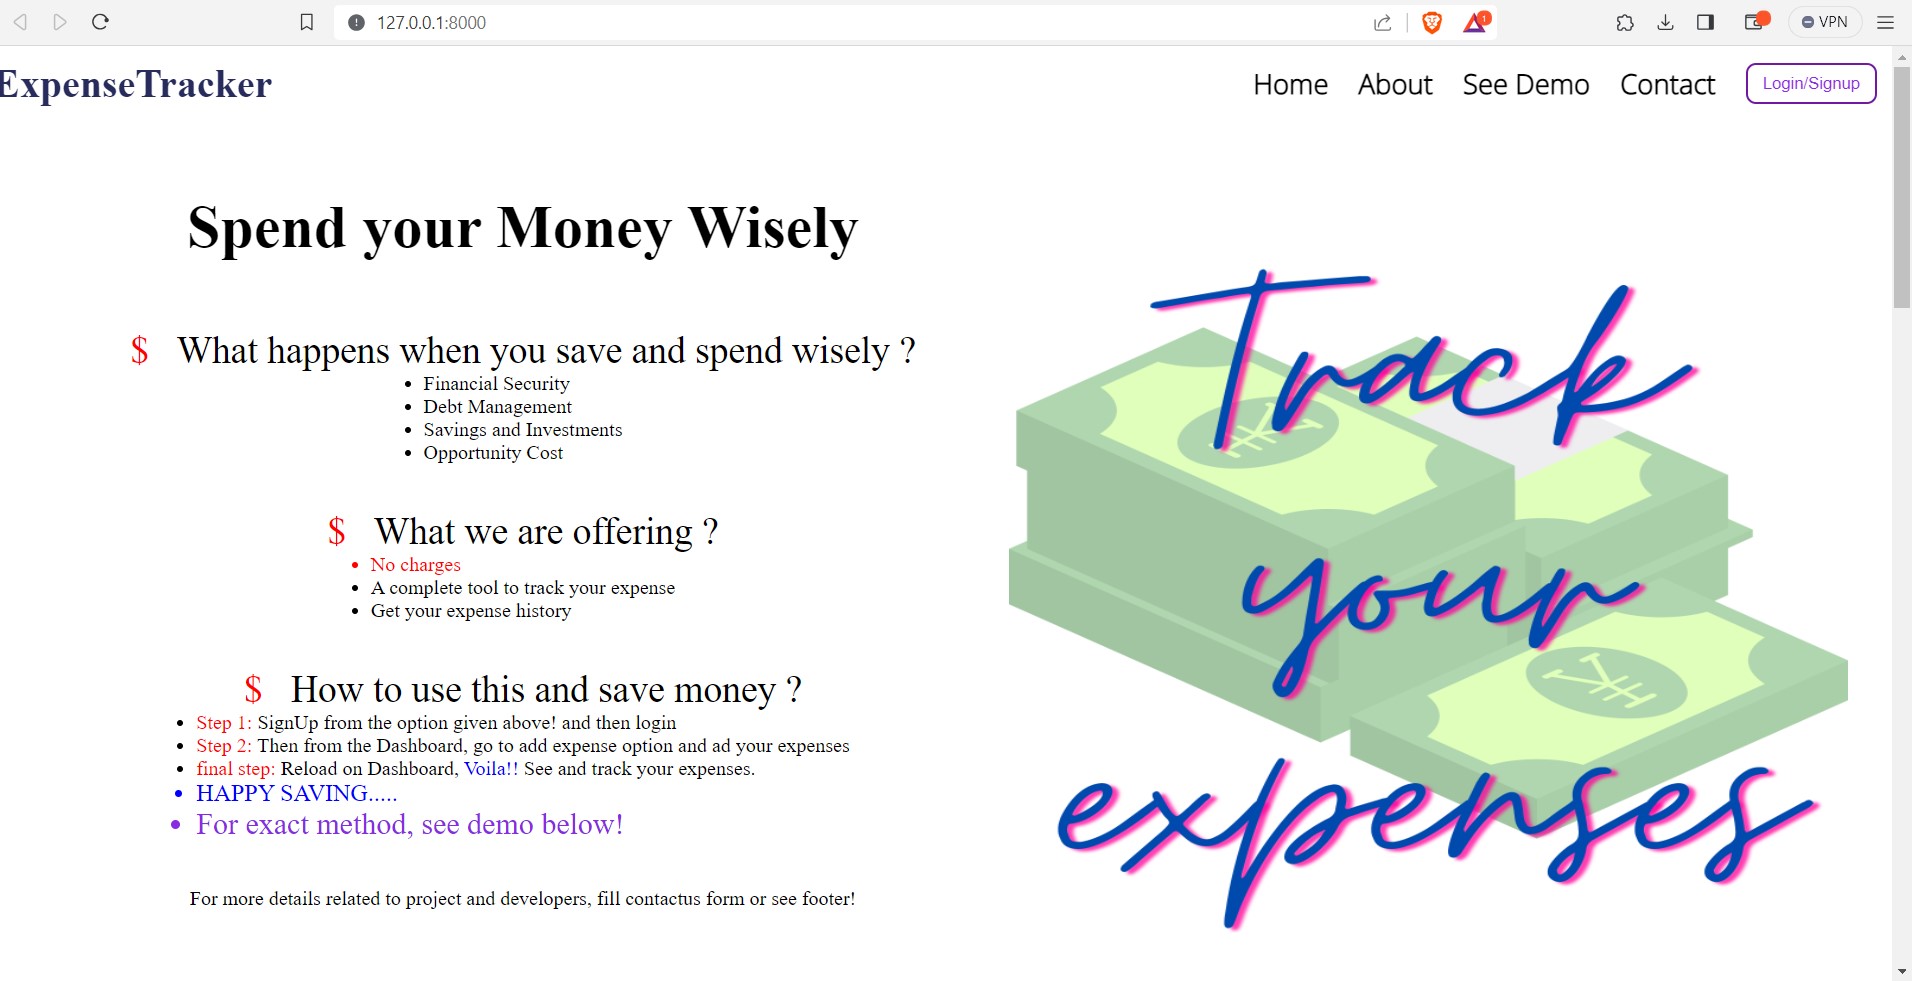 127.0.0.1:8000
1
VPN
ExpenseTracker
Home About See Demo Contact Login/Signup
Spend your Money Wisely
$ What happens when you save and spend wisely ?
• Financial Security
• Debt Management
• Savings and Investments
• Opportunity Cost
$ What we are offering ?
• No charges
• A complete tool to track your expense
• Get your expense history
$ How to use this and save money ?
• Step 1: SignUp from the option given above! and then login
• Step 2: Then from the Dashboard, go to add expense option and ad your expenses
• final step: Reload on Dashboard, Voila!! See and track your expenses.
• HAPPY SAVING.....
• For exact method, see demo below!
For more details related to project and developers, fill contactus form or see footer!
Track
your
expenses